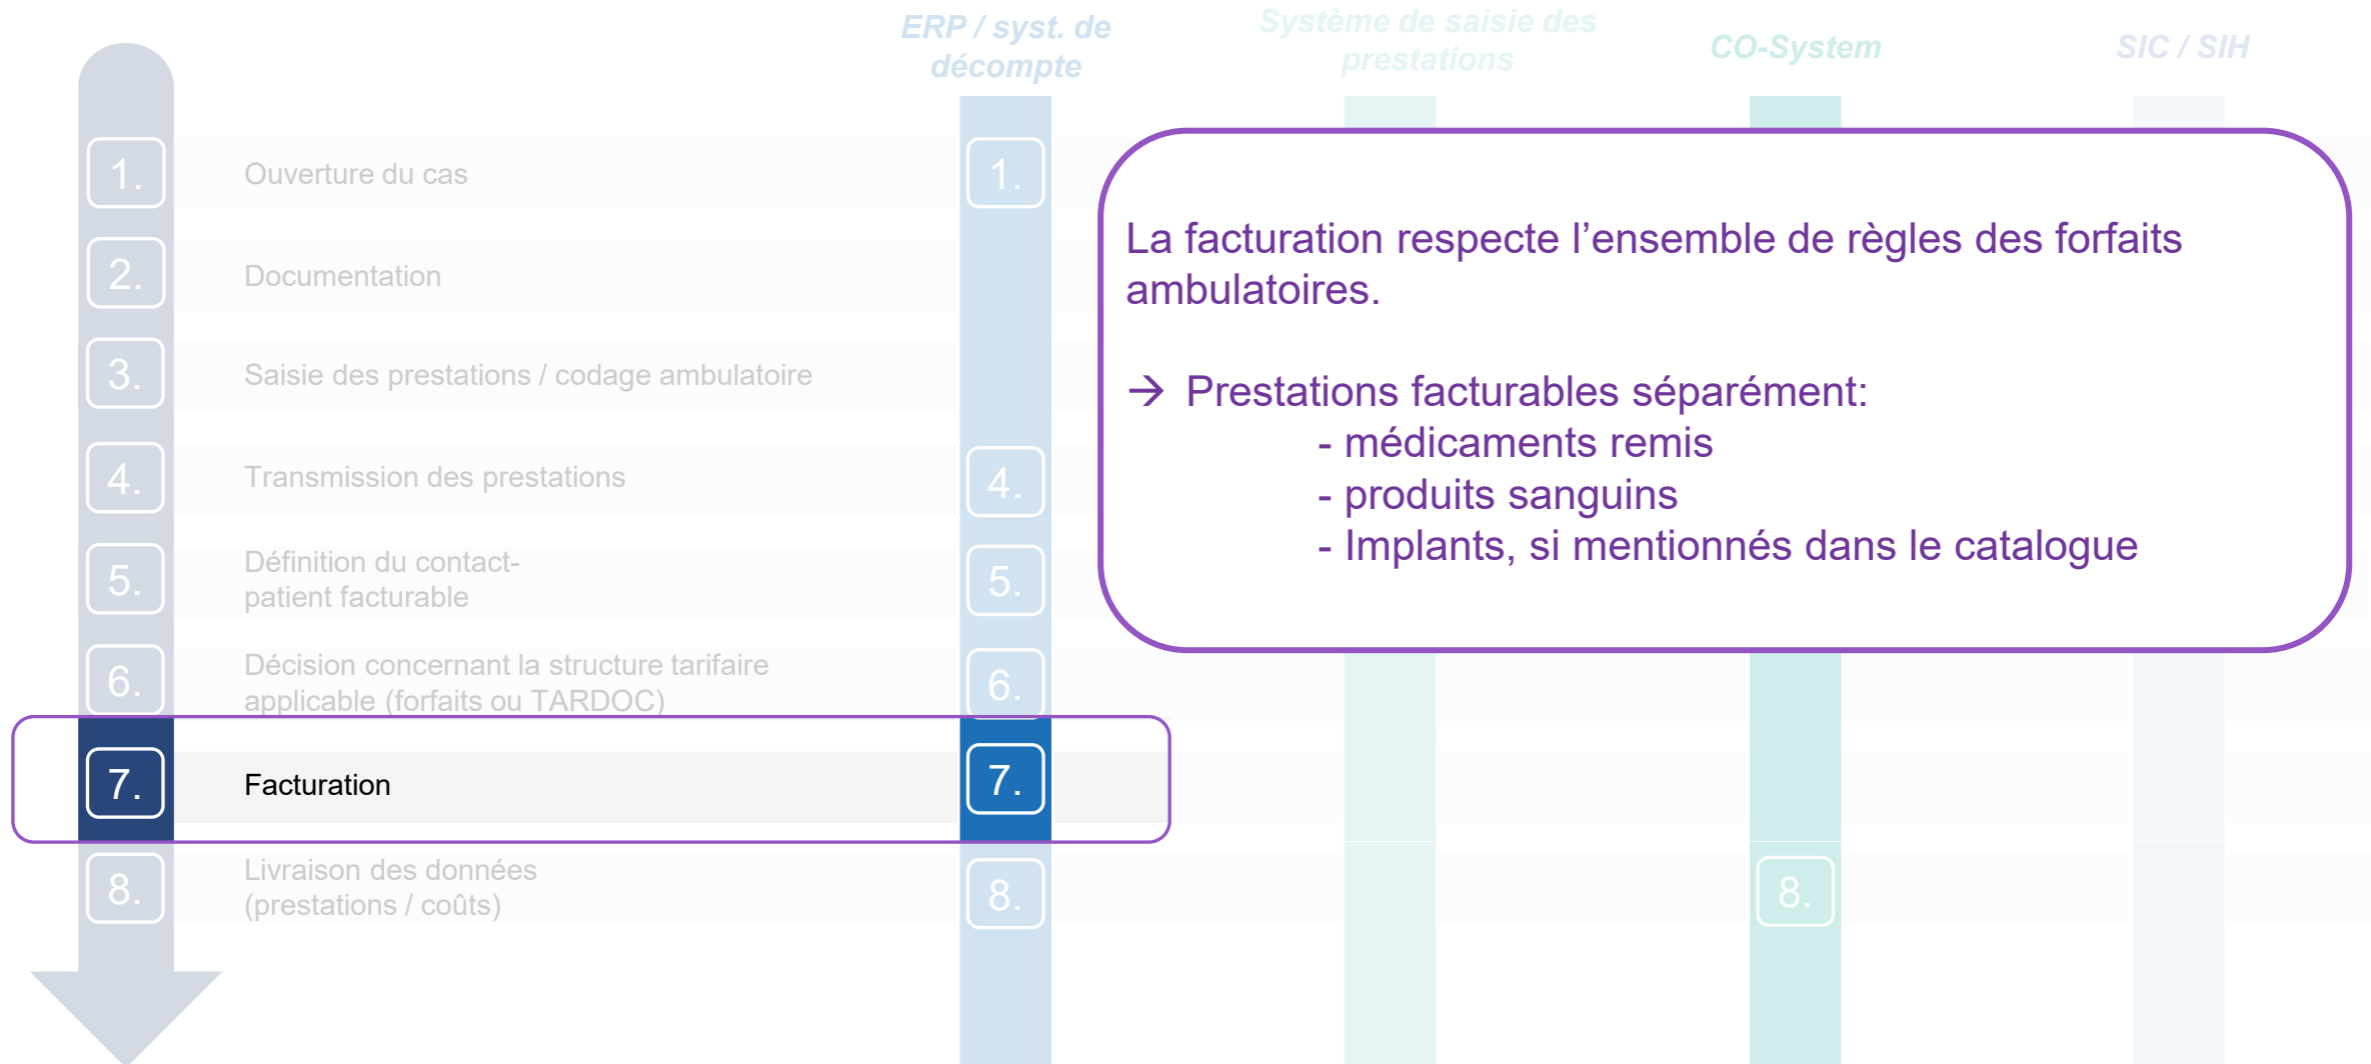 ERP / syst. de
décompte
Système de saisie des
prestations
CO-System
SIC / SIH
1.
Ouverture du cas
1.
2.
Documentation
3.
Saisie des prestations / codage ambulatoire
4.
Transmission des prestations
4.
5.
Définition du contact-
patient facturable
5.
6.
Décision concernant la structure tarifaire
applicable (forfaits ou TARDOC)
6.
7.
Facturation
7.
8.
Livraison des données
(prestations / coûts)
8.
8.
La facturation respecte l’ensemble de règles des forfaits
ambulatoires.
→ Prestations facturables séparément:
- médicaments remis
- produits sanguins
- Implants, si mentionnés dans le catalogue